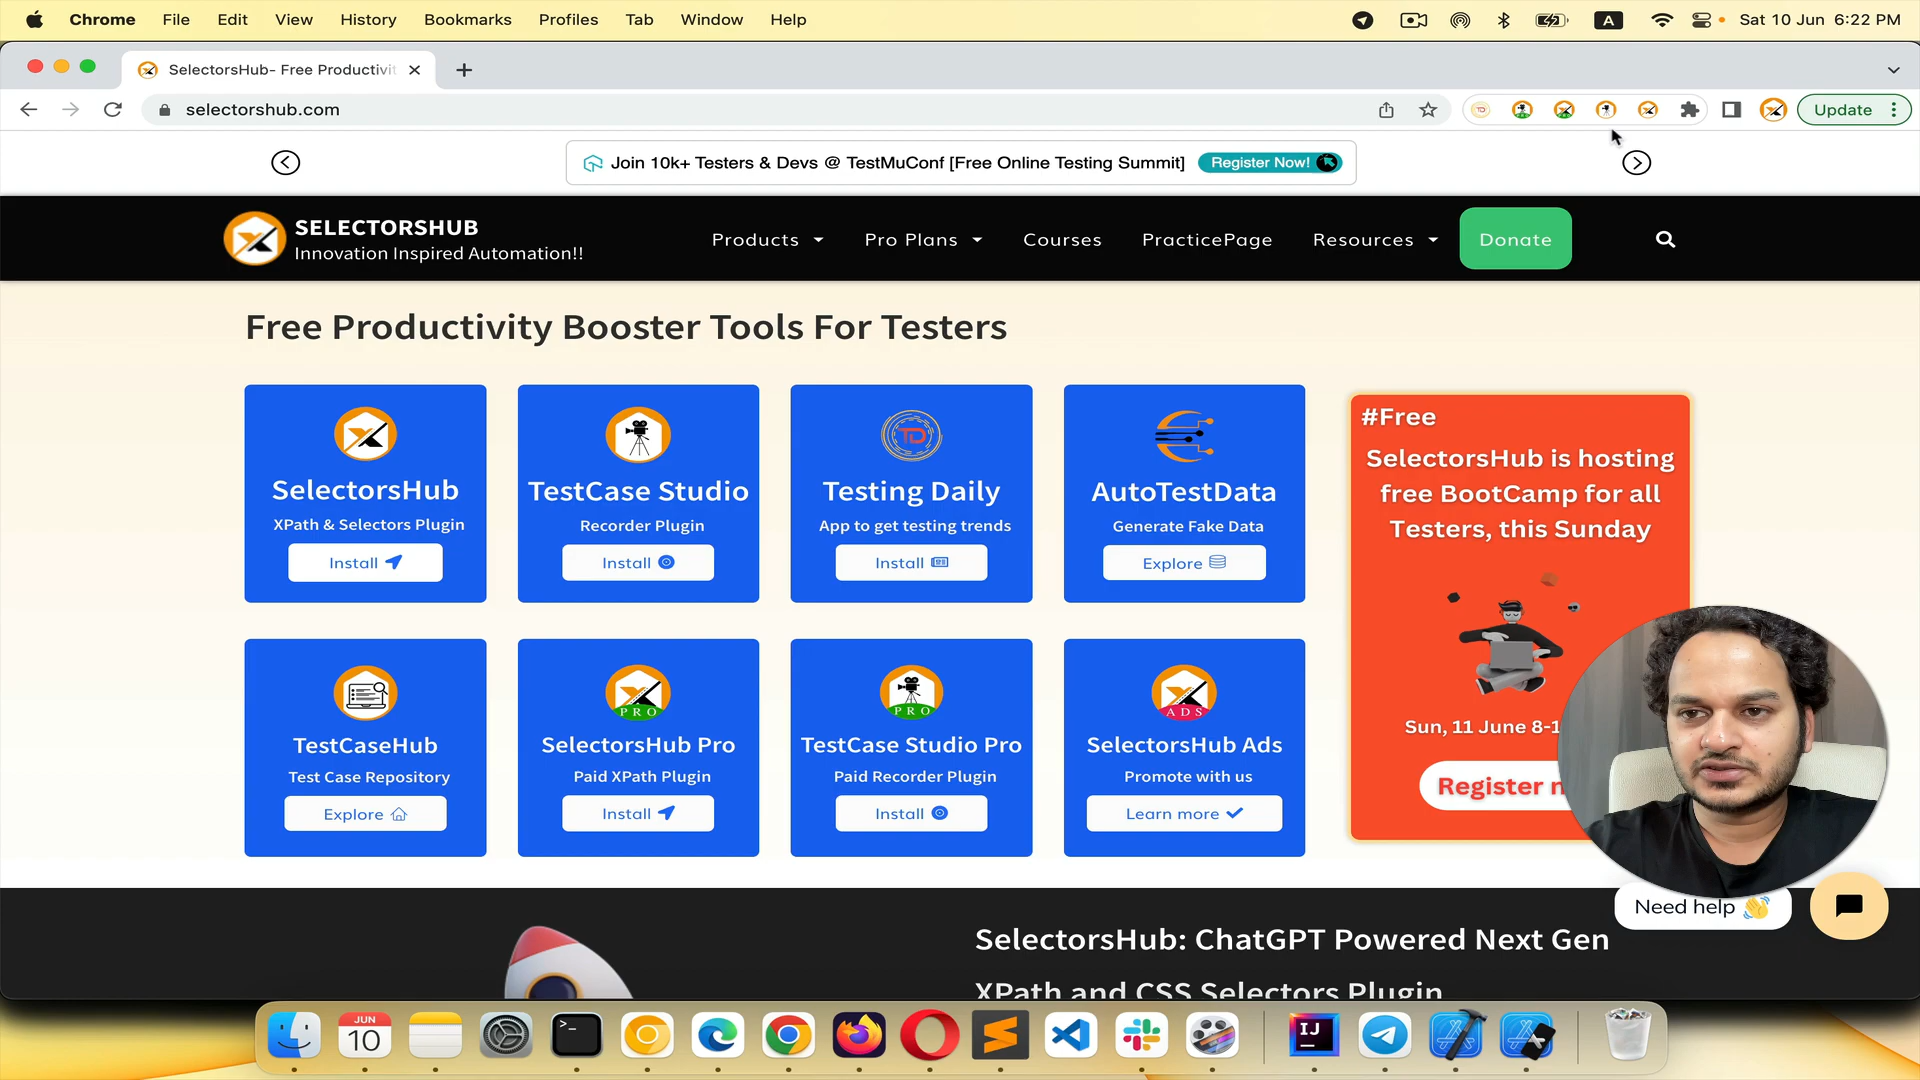 Chrome File Edit View History Bookmarks Profiles Tab Window Help A Sat 10 Jun 6:22 PM
SelectorsHub- Free Productivit
selectorshub.com Update
Join 10k+ Testers & Devs @ TestMuConf [Free Online Testing Summit] Register Now!
SELECTORSHUB
Innovation Inspired Automation!!
Products Pro Plans Courses PracticePage Resources Donate
Free Productivity Booster Tools For Testers
SelectorsHub
XPath & Selectors Plugin
Install
TestCase Studio
Recorder Plugin
Install
TD
Testing Daily
App to get testing trends
Install
AutoTestData
Generate Fake Data
Explore
#Free
SelectorsHub is hosting
free BootCamp for all
Testers, this Sunday
Sun, 11 June 8-1
Register n
TestCaseHub
Test Case Repository
Explore
PRO
SelectorsHub Pro
Paid XPath Plugin
Install
PRO
TestCase Studio Pro
Paid Recorder Plugin
Install
ADS
SelectorsHub Ads
Promote with us
Learn more
Need help 👋
SelectorsHub: ChatGPT Powered Next Gen
XPath and CSS Selectors Plugin
JUN
10
IJ